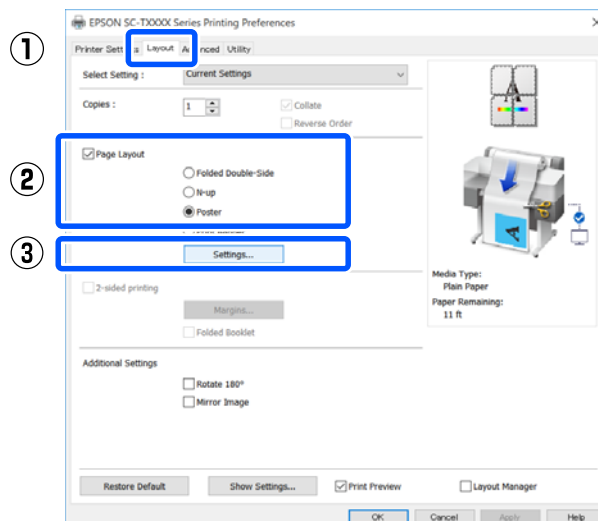 EPSON SC-TXXXX Series Printing Preferences
①
Layout
Utility
Select Setting :
Current Settings
Copies :
1
Collate
Reverse Order
②
Page Layout
Folded Double-Side
N-up
Poster
③
Settings...
2-sided printing
Margins...
Folded Booklet
Media Type:
Plain Paper
Paper Remaining:
11 ft
Additional Settings
Rotate 180°
Mirror Image
Restore Default
Show Settings...
Print Preview
Layout Manager
OK
Cancel
Apply
Help